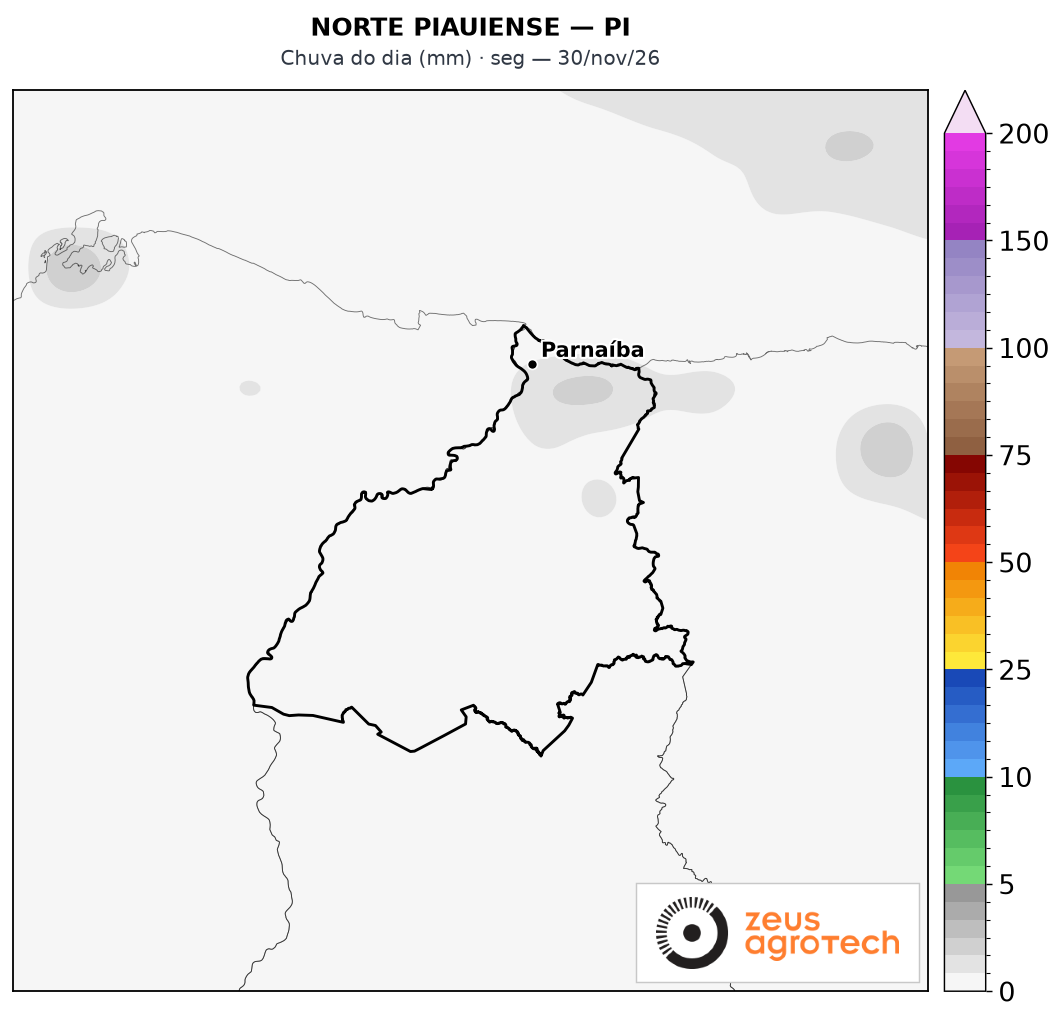 NORTE PIAUIENSE — PI
Chuva do dia (mm) · seg — 30/nov/26
200
150
Parnaíba
100
75
50
25
10
5
0
zeus
agrotech